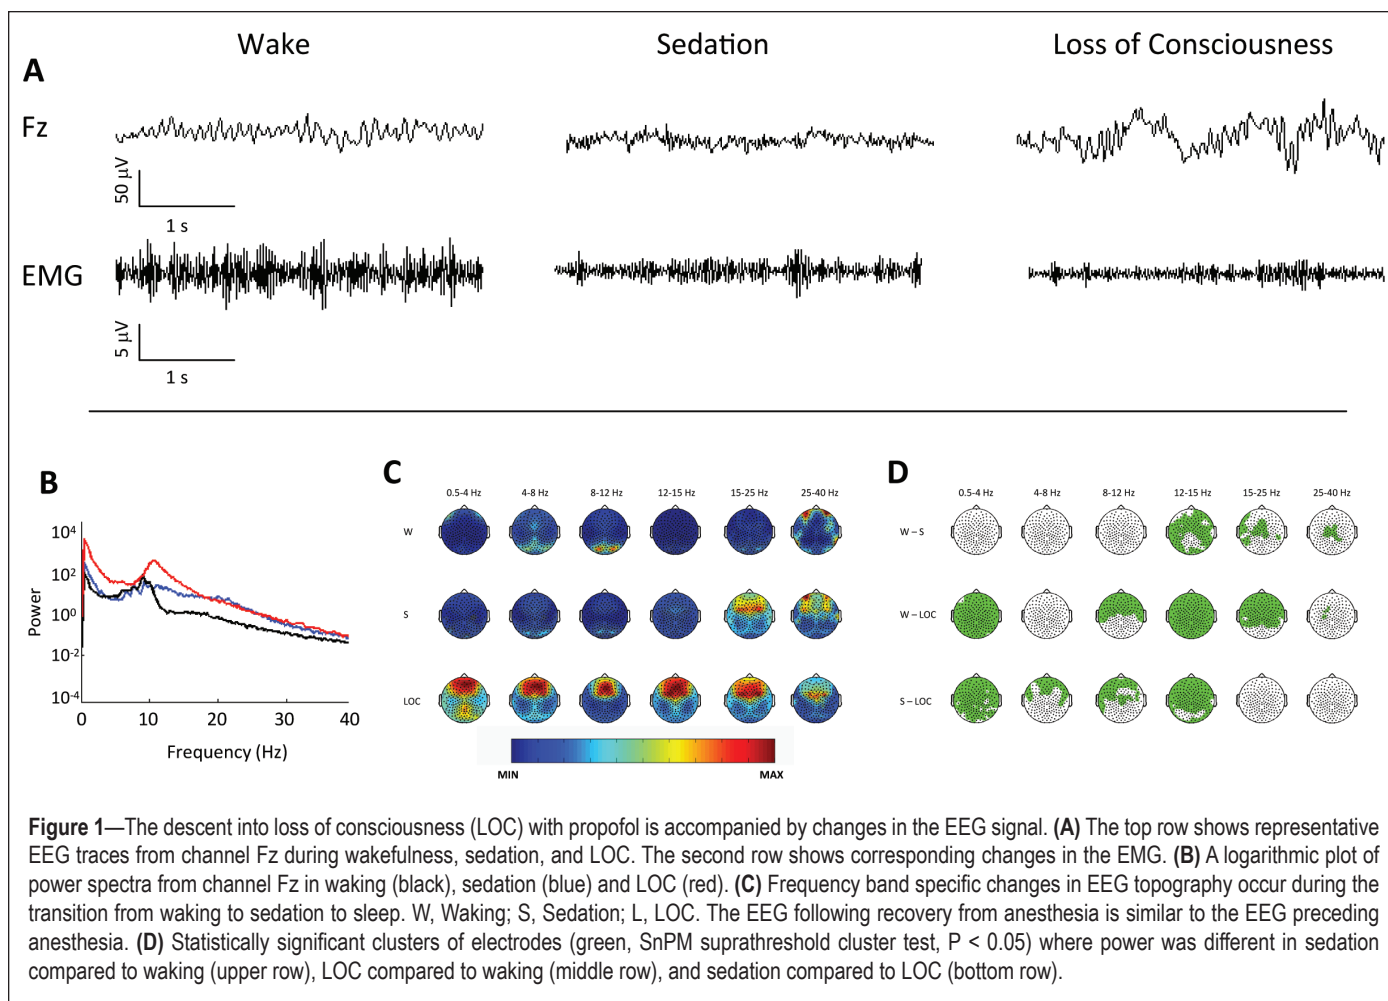 Wake Sedation Loss of Consciousness
A
Fz
50 µV
1 s
EMG
5 µV
1 s
B
10⁴
10²
10⁰
10⁻²
10⁻⁴
Power
0 10 20 30 40
Frequency (Hz)
C
0.5-4 Hz 4-8 Hz 8-12 Hz 12-15 Hz 15-25 Hz 25-40 Hz
W
S
LOC
MIN MAX
D
0.5-4 Hz 4-8 Hz 8-12 Hz 12-15 Hz 15-25 Hz 25-40 Hz
W – S
W – LOC
S – LOC
Figure 1—The descent into loss of consciousness (LOC) with propofol is accompanied by changes in the EEG signal. (A) The top row shows representative
EEG traces from channel Fz during wakefulness, sedation, and LOC. The second row shows corresponding changes in the EMG. (B) A logarithmic plot of
power spectra from channel Fz in waking (black), sedation (blue) and LOC (red). (C) Frequency band specific changes in EEG topography occur during the
transition from waking to sedation to sleep. W, Waking; S, Sedation; L, LOC. The EEG following recovery from anesthesia is similar to the EEG preceding
anesthesia. (D) Statistically significant clusters of electrodes (green, SnPM suprathreshold cluster test, P < 0.05) where power was different in sedation
compared to waking (upper row), LOC compared to waking (middle row), and sedation compared to LOC (bottom row).